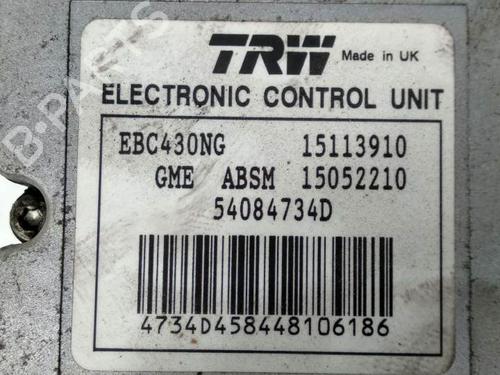 TRW Made in UK
ELECTRONIC CONTROL UNIT
EBC430NG 15113910
GME ABSM 15052210
54084734D
4734D458448106186
B-PARTS